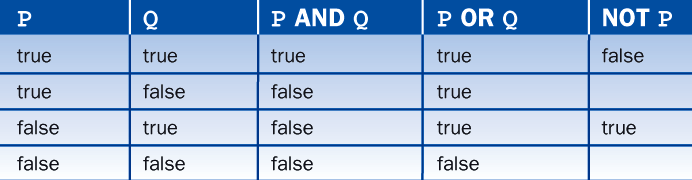 P Q P AND Q P OR Q NOT P
true true true true false
true false false true
false true false true true
false false false false